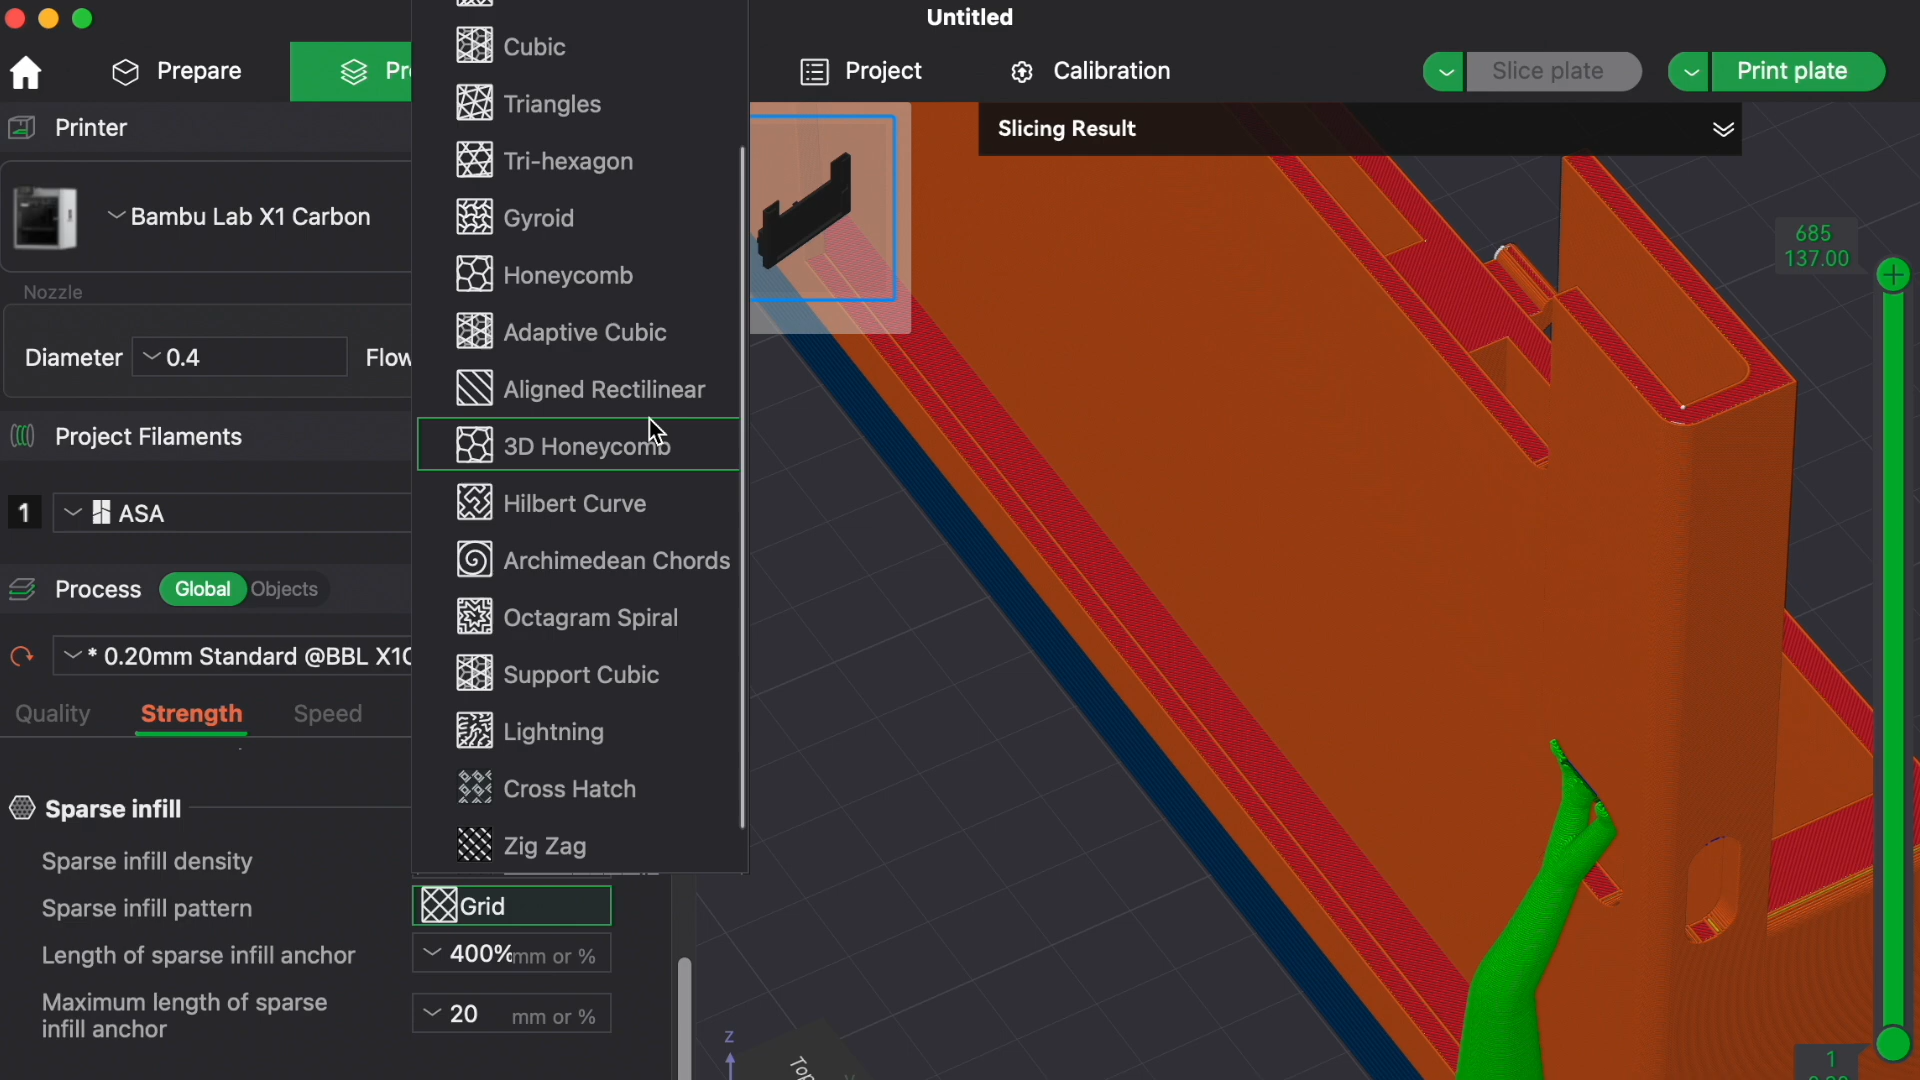 Untitled
Prepare
Pr
Project
Calibration
Slice plate
Print plate
Printer
Bambu Lab X1 Carbon
Nozzle
Diameter
0.4
Flow
Project Filaments
1
ASA
Process
Global
Objects
* 0.20mm Standard @BBL X1C
Quality
Strength
Speed
Sparse infill
Sparse infill density
Sparse infill pattern
Grid
Length of sparse infill anchor
400%
mm or %
Maximum length of sparse
infill anchor
20
mm or %
Cubic
Triangles
Tri-hexagon
Gyroid
Honeycomb
Adaptive Cubic
Aligned Rectilinear
3D Honeycomb
Hilbert Curve
Archimedean Chords
Octagram Spiral
Support Cubic
Lightning
Cross Hatch
Zig Zag
Slicing Result
685
137.00
z
Top
1